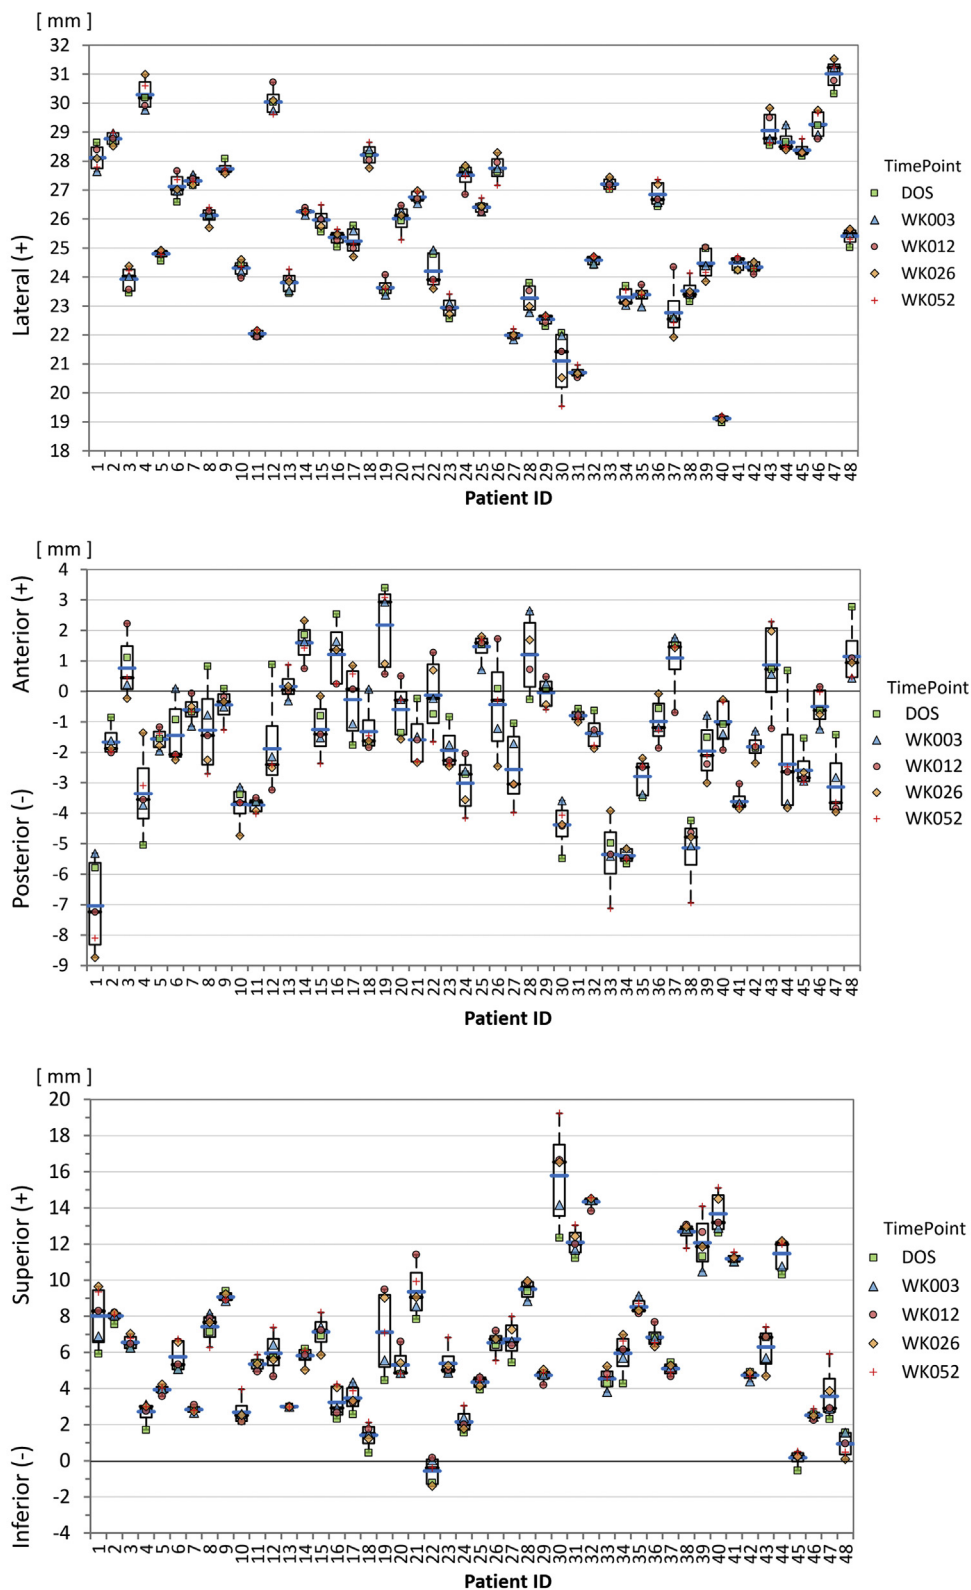 [ mm ]
32
31
30
29
28
27
26
25
24
23
22
21
20
19
18
Lateral (+)
1 2 3 4 5 6 7 8 9 10 11 12 13 14 15 16 17 18 19 20 21 22 23 24 25 26 27 28 29 30 31 32 33 34 35 36 37 38 39 40 41 42 43 44 45 46 47 48
Patient ID
TimePoint
DOS
WK003
WK012
WK026
WK052
[ mm ]
4
3
2
1
0
-1
-2
-3
-4
-5
-6
-7
-8
-9
Anterior (+)
Posterior (-)
1 2 3 4 5 6 7 8 9 10 11 12 13 14 15 16 17 18 19 20 21 22 23 24 25 26 27 28 29 30 31 32 33 34 35 36 37 38 39 40 41 42 43 44 45 46 47 48
Patient ID
TimePoint
DOS
WK003
WK012
WK026
WK052
[ mm ]
20
18
16
14
12
10
8
6
4
2
0
-2
-4
Superior (+)
Inferior (-)
1 2 3 4 5 6 7 8 9 10 11 12 13 14 15 16 17 18 19 20 21 22 23 24 25 26 27 28 29 30 31 32 33 34 35 36 37 38 39 40 41 42 43 44 45 46 47 48
Patient ID
TimePoint
DOS
WK003
WK012
WK026
WK052